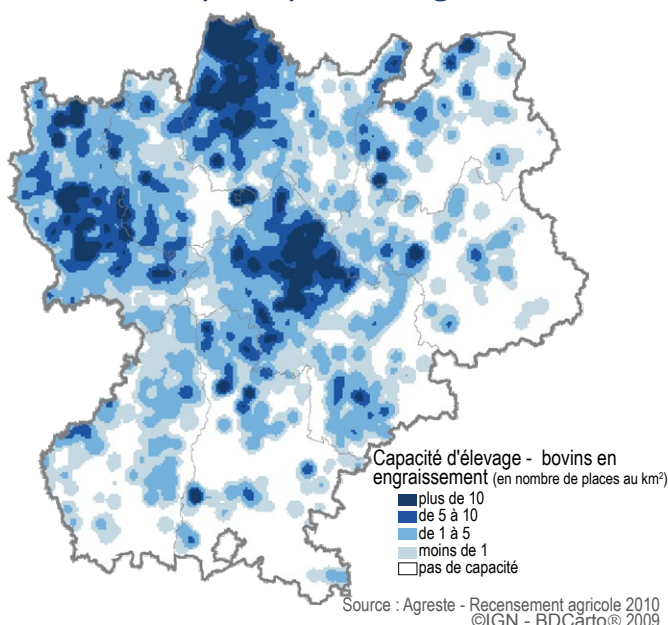 Capacité d'élevage - bovins en
engraissement (en nombre de places au km²)
plus de 10
de 5 à 10
de 1 à 5
moins de 1
pas de capacité
Source : Agreste - Recensement agricole 2010
©IGN - BDCarto® 2009